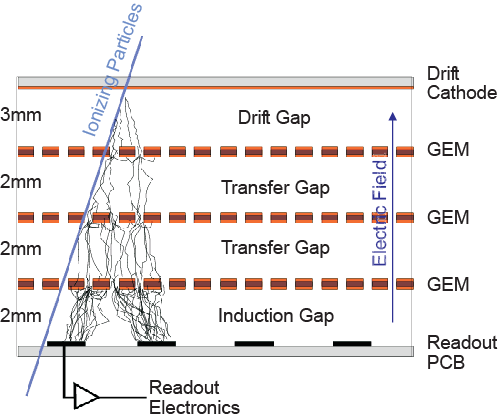 Ionizing Particles
Drift
Cathode
3mm
Drift Gap
GEM
2mm
Transfer Gap
Electric Field
GEM
2mm
Transfer Gap
GEM
2mm
Induction Gap
Readout
PCB
Readout
Electronics